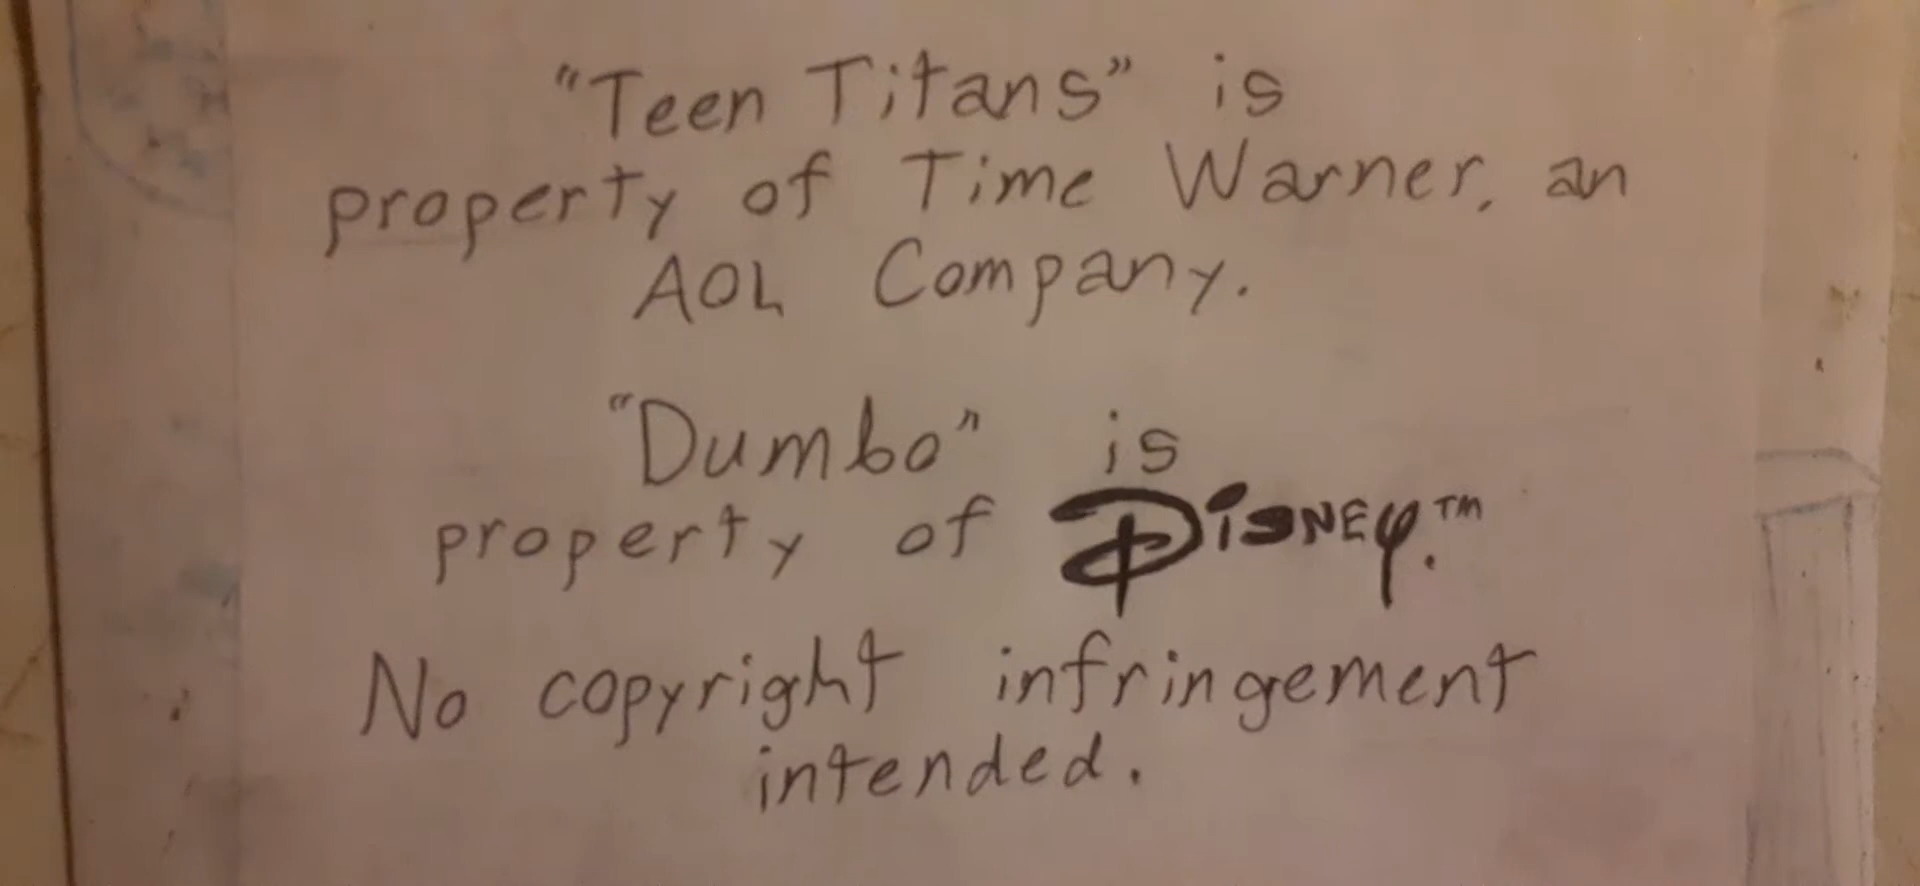 "Teen Titans" is
property of Time Warner, an
AOL Company.
"Dumbo" is
property of Disney.™
No copyright infringement
intended.